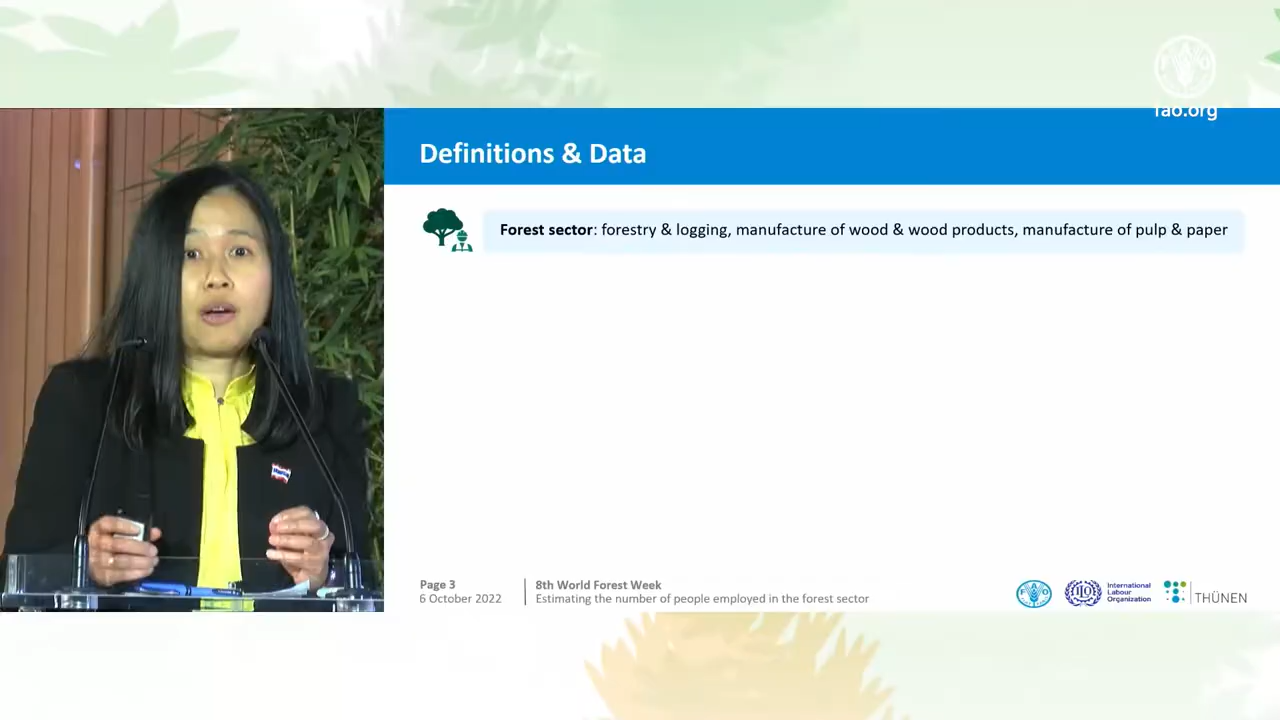 FAO
fao.org
Definitions & Data
Forest sector: forestry & logging, manufacture of wood & wood products, manufacture of pulp & paper
Page 3
6 October 2022
8th World Forest Week
Estimating the number of people employed in the forest sector
International
Labour
Organization
THÜNEN